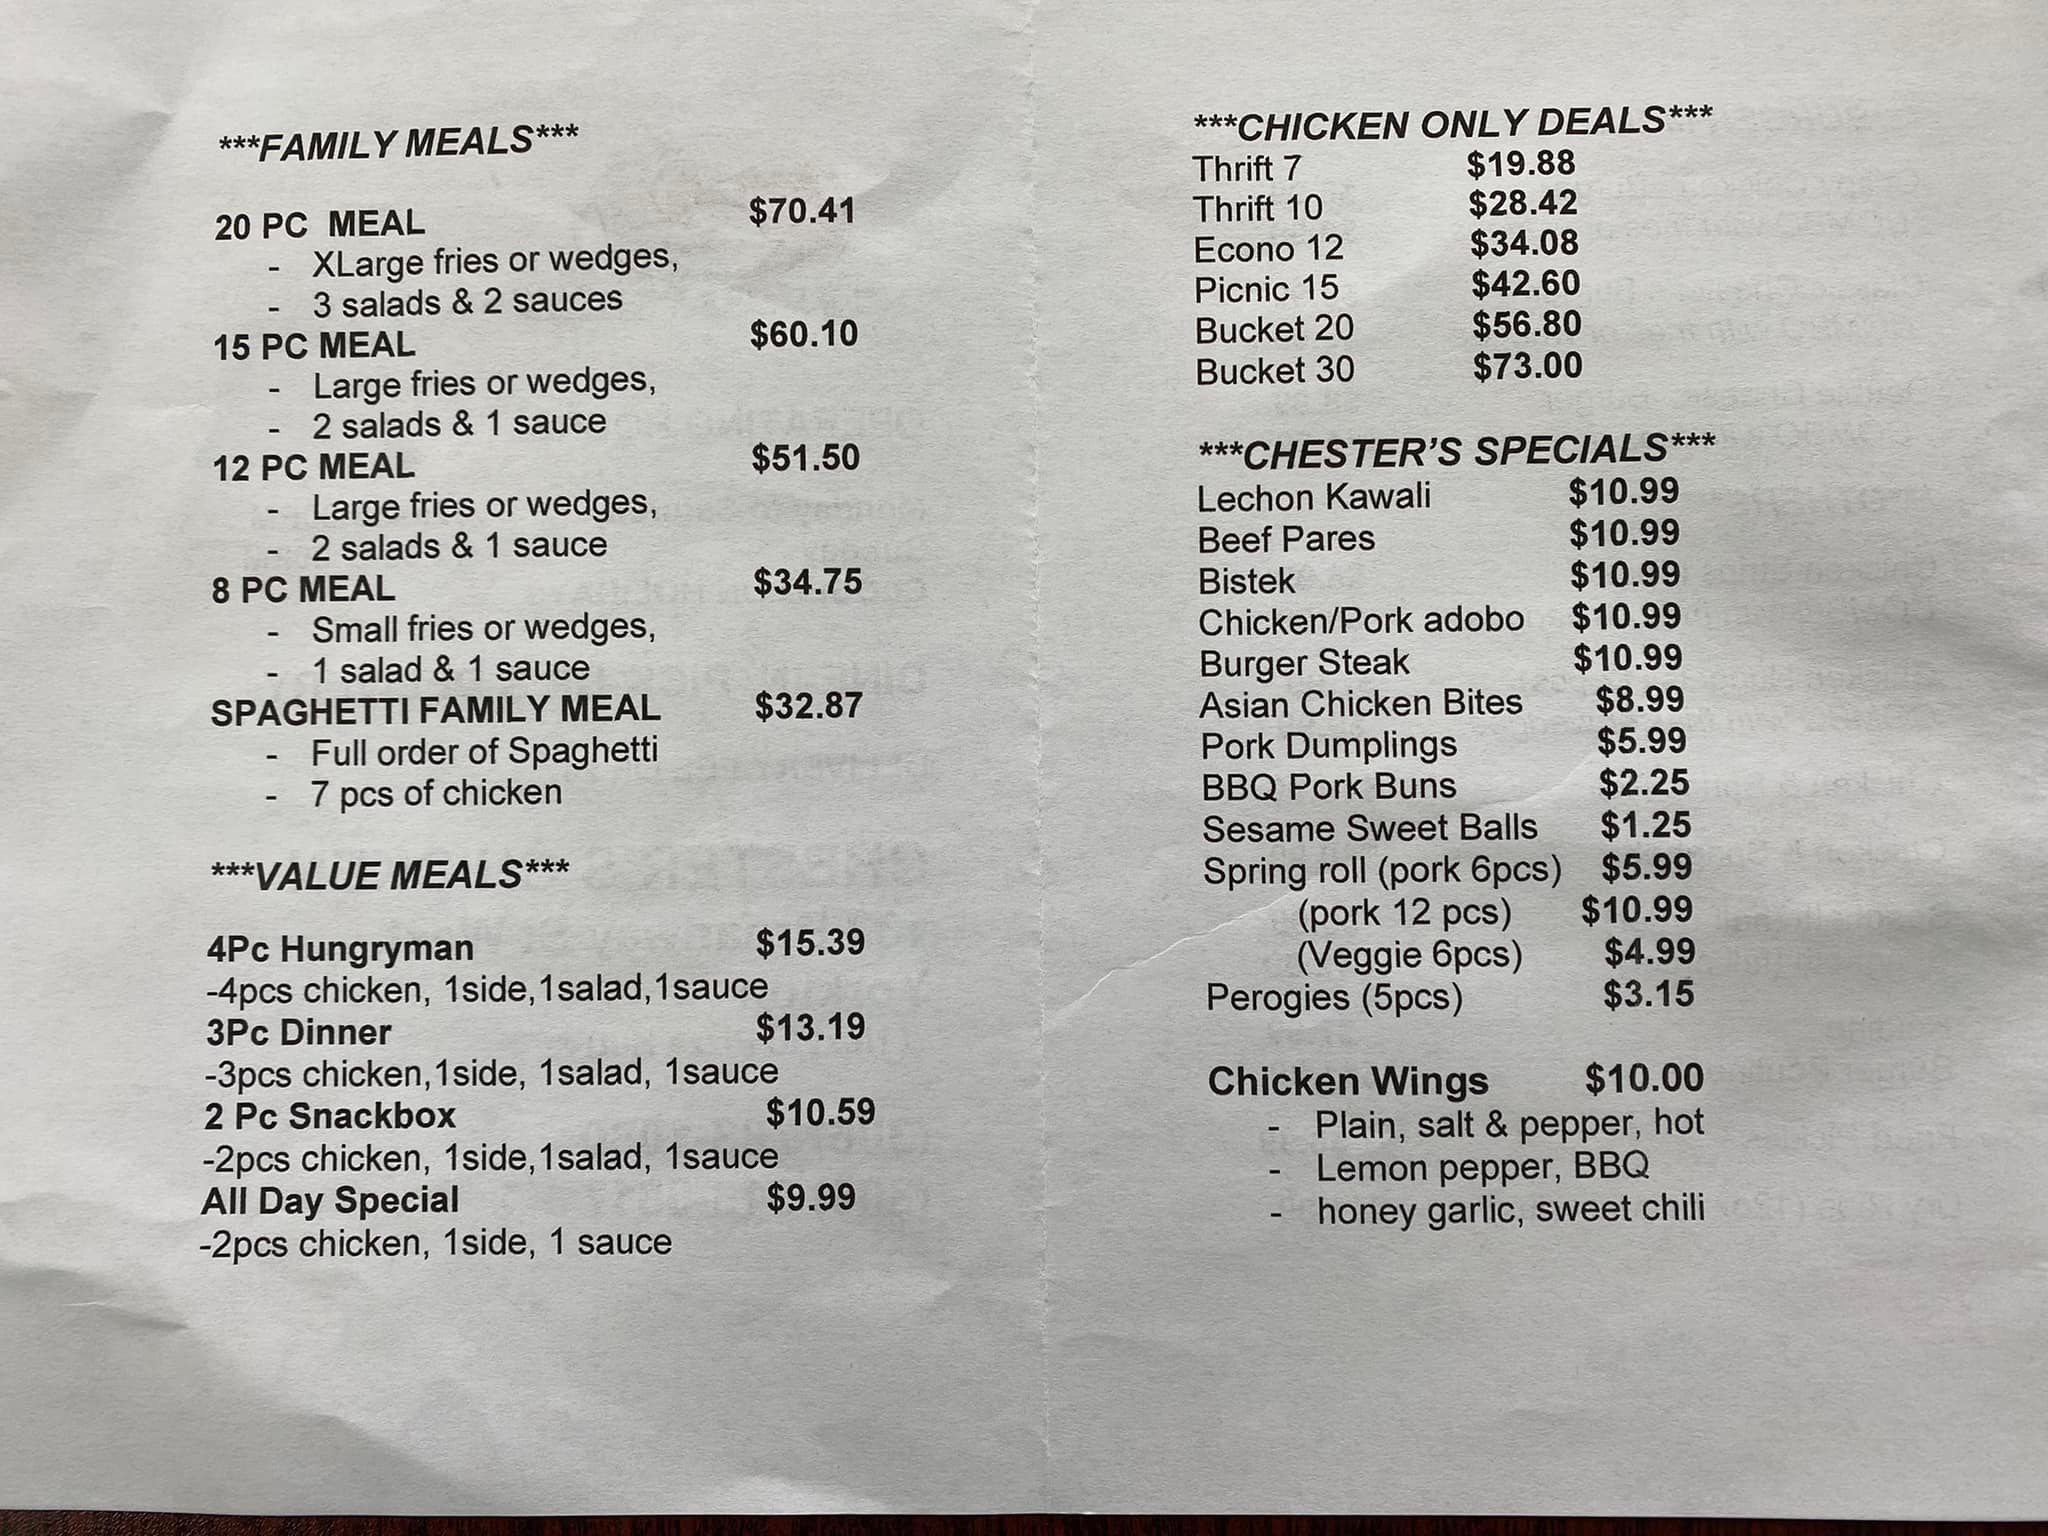 ***FAMILY MEALS***
20 PC MEAL $70.41
- XLarge fries or wedges,
- 3 salads & 2 sauces
15 PC MEAL $60.10
- Large fries or wedges,
- 2 salads & 1 sauce
12 PC MEAL $51.50
- Large fries or wedges,
- 2 salads & 1 sauce
8 PC MEAL $34.75
- Small fries or wedges,
- 1 salad & 1 sauce
SPAGHETTI FAMILY MEAL $32.87
- Full order of Spaghetti
- 7 pcs of chicken
***VALUE MEALS***
4Pc Hungryman $15.39
-4pcs chicken, 1side,1salad,1sauce
3Pc Dinner $13.19
-3pcs chicken,1side, 1salad, 1sauce
2 Pc Snackbox $10.59
-2pcs chicken, 1side,1salad, 1sauce
All Day Special $9.99
-2pcs chicken, 1side, 1 sauce
***CHICKEN ONLY DEALS***
Thrift 7 $19.88
Thrift 10 $28.42
Econo 12 $34.08
Picnic 15 $42.60
Bucket 20 $56.80
Bucket 30 $73.00
***CHESTER'S SPECIALS***
Lechon Kawali $10.99
Beef Pares $10.99
Bistek $10.99
Chicken/Pork adobo $10.99
Burger Steak $10.99
Asian Chicken Bites $8.99
Pork Dumplings $5.99
BBQ Pork Buns $2.25
Sesame Sweet Balls $1.25
Spring roll (pork 6pcs) $5.99
(pork 12 pcs) $10.99
(Veggie 6pcs) $4.99
Perogies (5pcs) $3.15
Chicken Wings $10.00
- Plain, salt & pepper, hot
- Lemon pepper, BBQ
- honey garlic, sweet chili